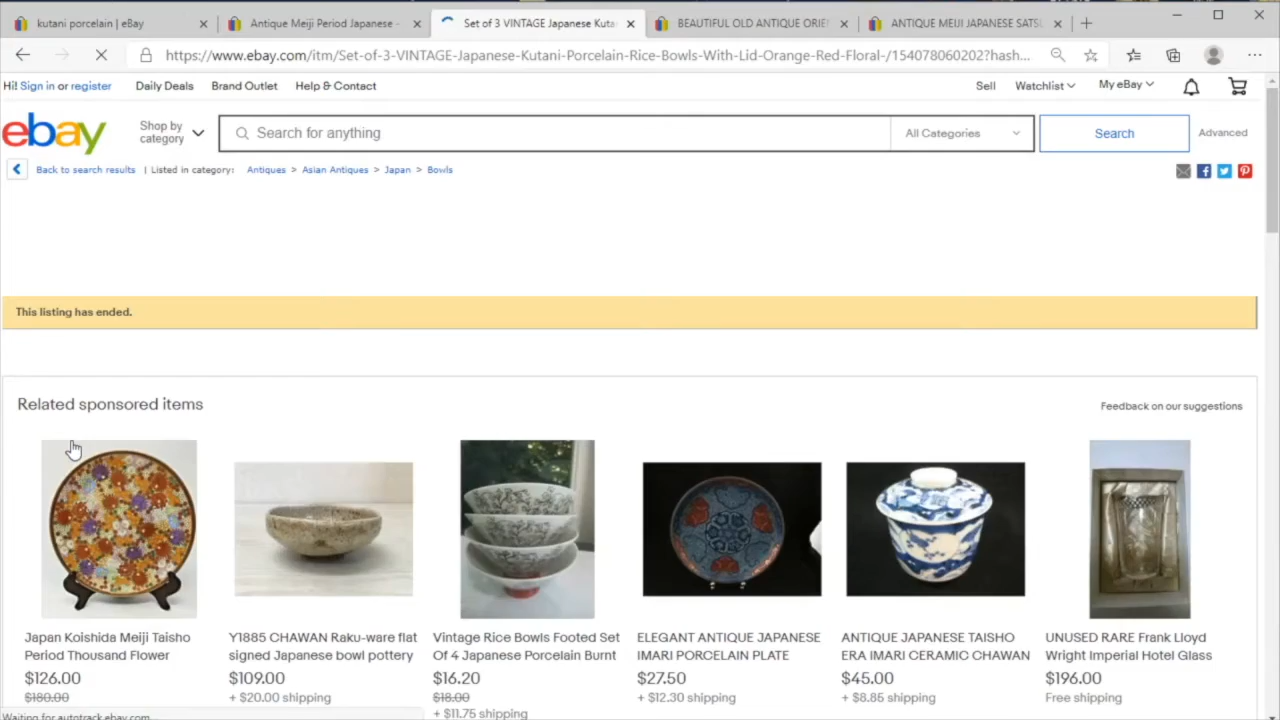 kutani porcelain | eBay
Antique Meiji Period Japanese -
Set of 3 VINTAGE Japanese Kuta
BEAUTIFUL OLD ANTIQUE ORIE
ANTIQUE MEIJI JAPANESE SATSU
https://www.ebay.com/itm/Set-of-3-VINTAGE-Japanese-Kutani-Porcelain-Rice-Bowls-With-Lid-Orange-Red-Floral-/154078060202?hash...
Hi! Sign in or register
Daily Deals
Brand Outlet
Help & Contact
Sell
Watchlist
My eBay
ebay
Shop by
category
Search for anything
All Categories
Search
Advanced
Back to search results | Listed in category: Antiques > Asian Antiques > Japan > Bowls
This listing has ended.
Related sponsored items
Feedback on our suggestions
Japan Koishida Meiji Taisho
Period Thousand Flower
$126.00
$180.00
Y1885 CHAWAN Raku-ware flat
signed Japanese bowl pottery
$109.00
+ $20.00 shipping
Vintage Rice Bowls Footed Set
Of 4 Japanese Porcelain Burnt
$16.20
$18.00
+ $11.75 shipping
ELEGANT ANTIQUE JAPANESE
IMARI PORCELAIN PLATE
$27.50
+ $12.30 shipping
ANTIQUE JAPANESE TAISHO
ERA IMARI CERAMIC CHAWAN
$45.00
+ $8.85 shipping
UNUSED RARE Frank Lloyd
Wright Imperial Hotel Glass
$196.00
Free shipping
Waiting for autotrack.ebay.com...